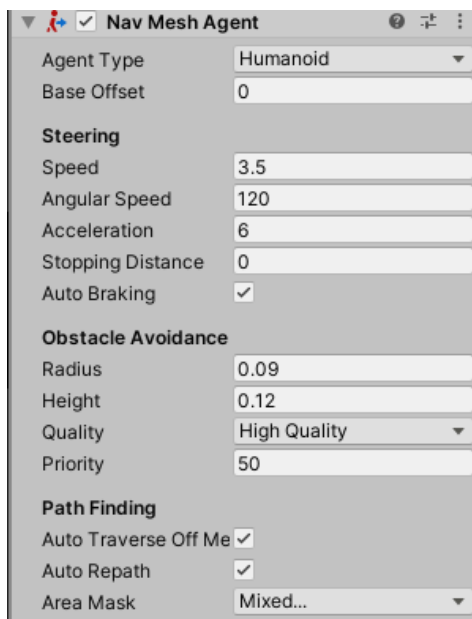 Nav Mesh Agent
Agent Type Humanoid
Base Offset 0
Steering
Speed 3.5
Angular Speed 120
Acceleration 6
Stopping Distance 0
Auto Braking
Obstacle Avoidance
Radius 0.09
Height 0.12
Quality High Quality
Priority 50
Path Finding
Auto Traverse Off Me
Auto Repath
Area Mask Mixed...